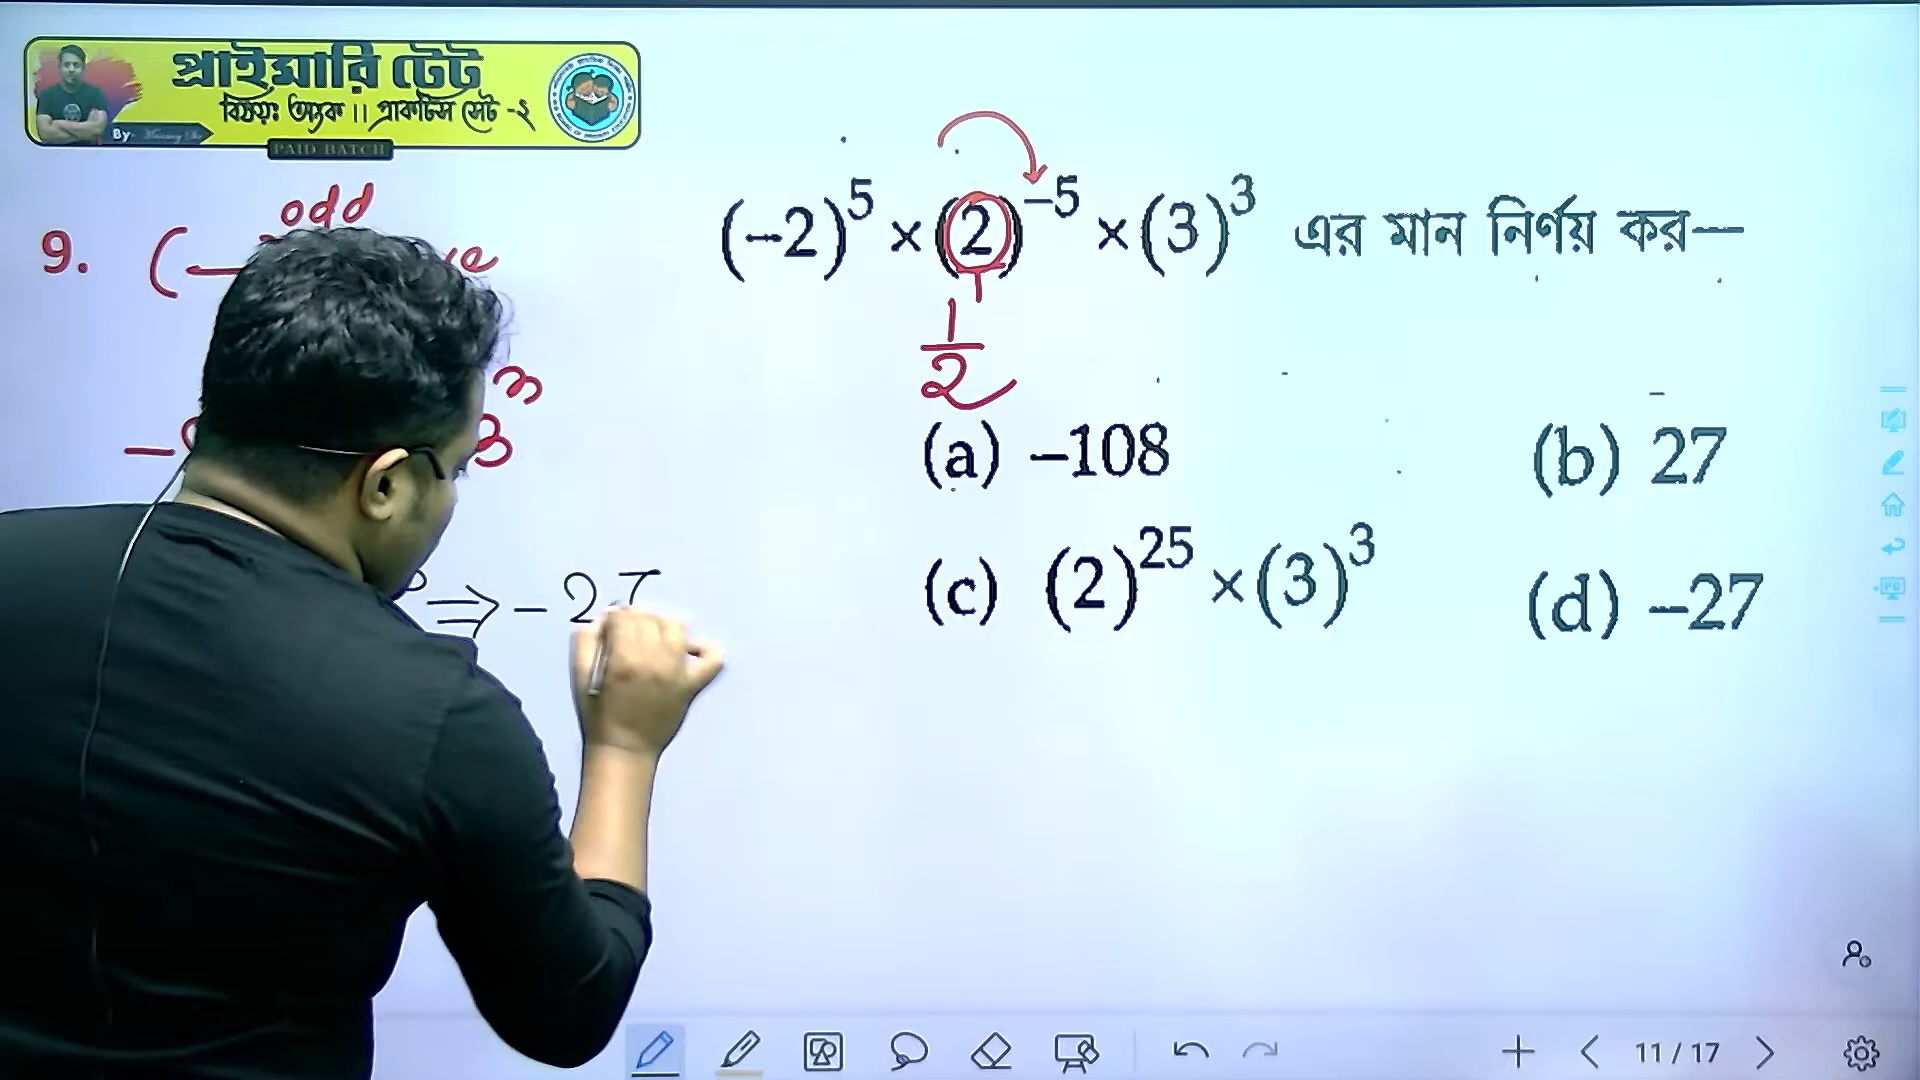 প্রাইমারি টেট
বিষয়ঃ অঙ্ক ।। প্রাকটিস সেট -২
By-
PAID BATCH
odd
9. (−
(−2)^5 × (2)^−5 × (3)^3 এর মান নির্ণয় কর—
1/2
3
⇒ −27
(a) −108
(b) 27
(c) (2)^25 × (3)^3
(d) −27
11 / 17